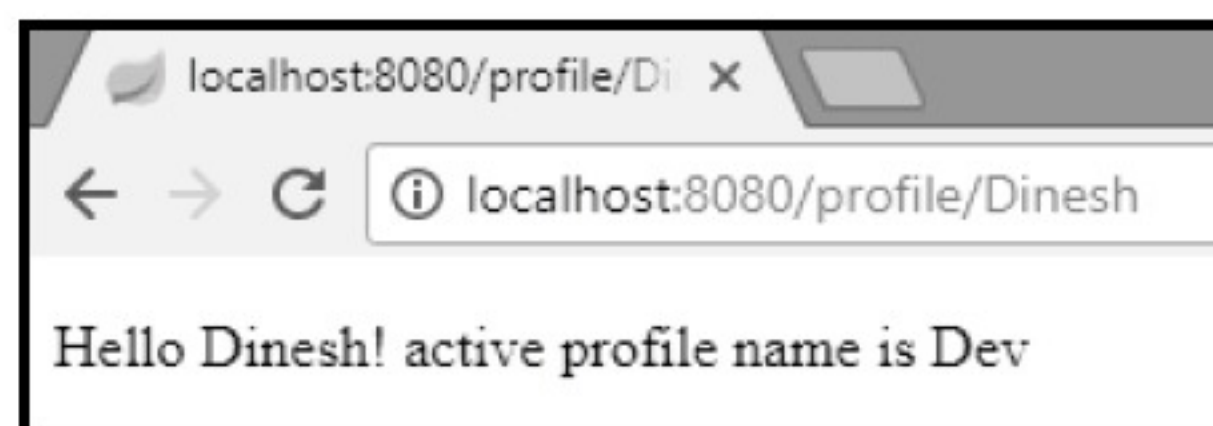 localhost:8080/profile/Di
localhost:8080/profile/Dinesh
Hello Dinesh! active profile name is Dev